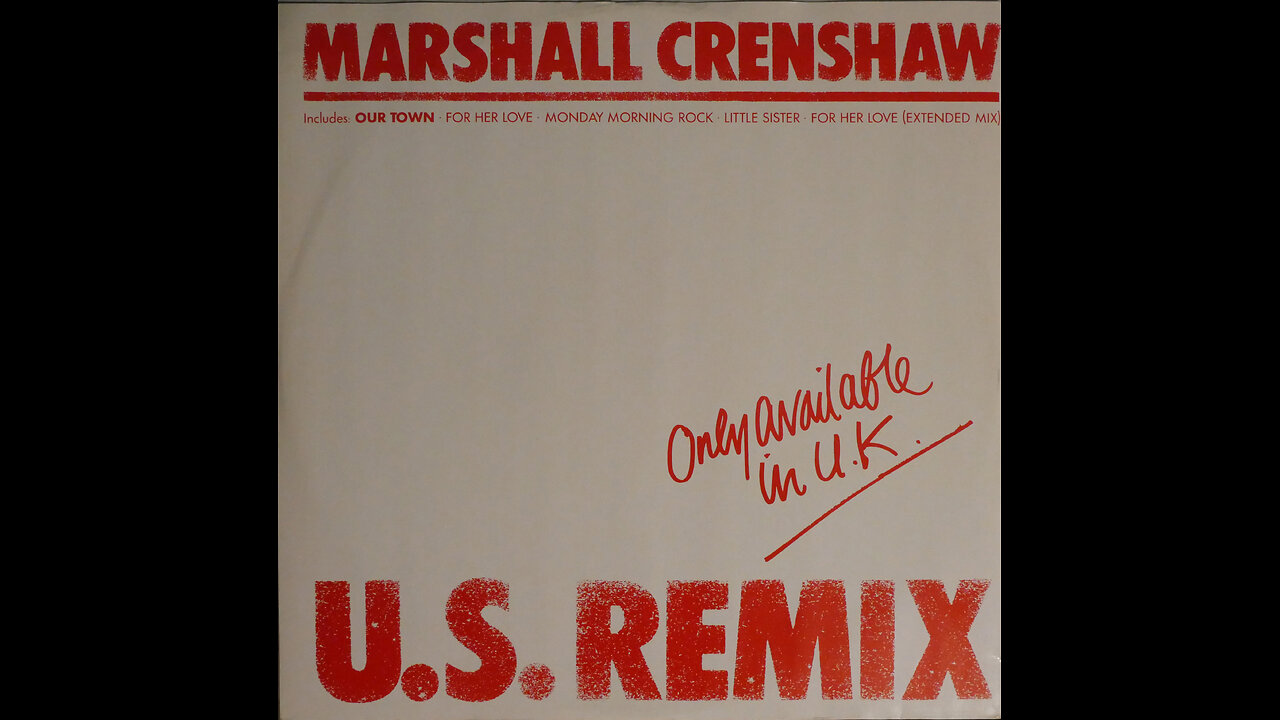 MARSHALL CRENSHAW
Includes: OUR TOWN · FOR HER LOVE · MONDAY MORNING ROCK · LITTLE SISTER · FOR HER LOVE (EXTENDED MIX)
Only available
in U.K.
U.S. REMIX